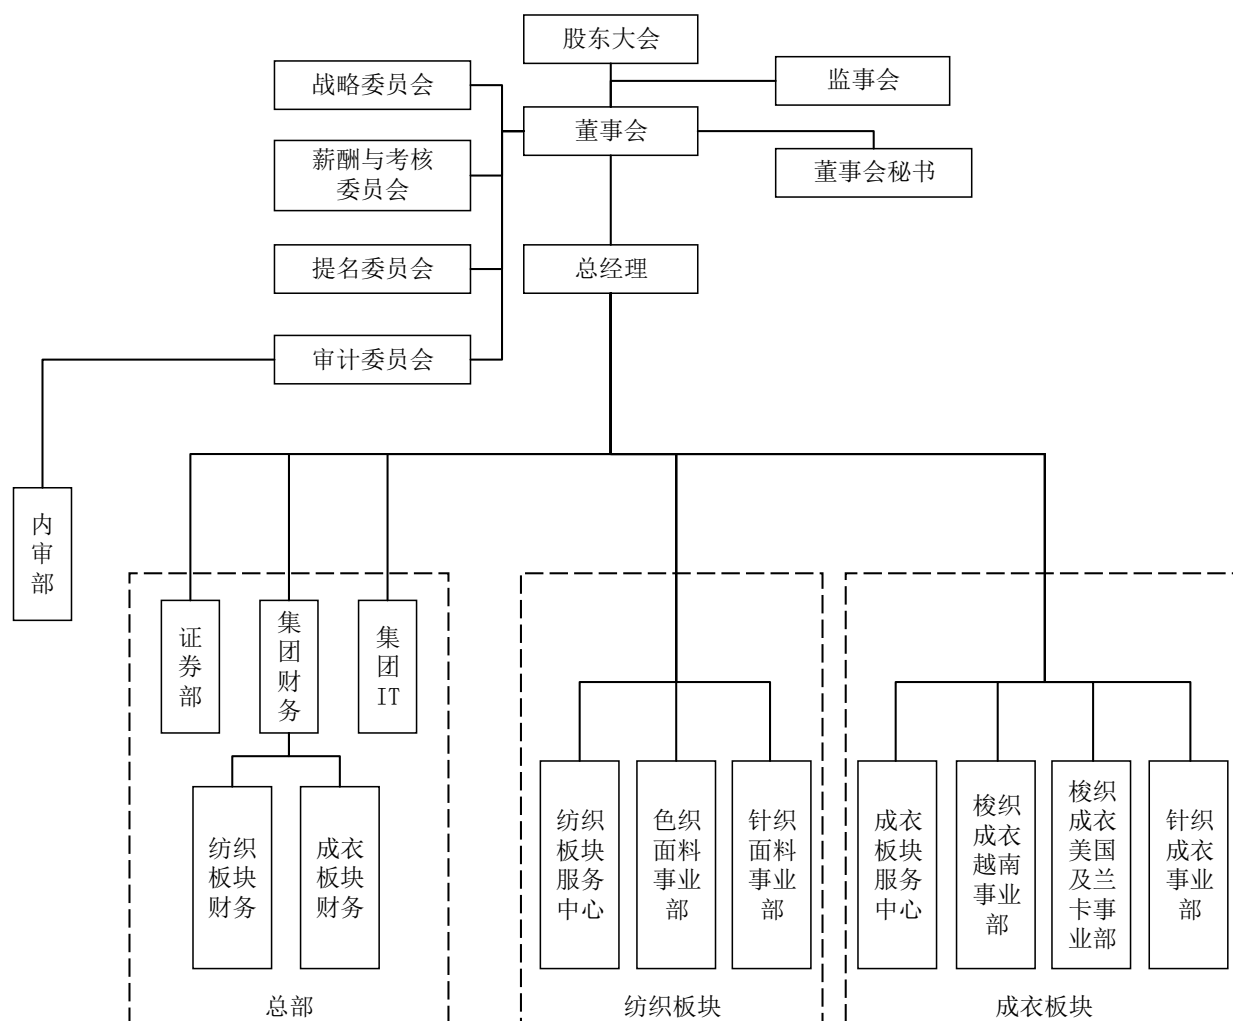 股东大会
监事会
战略委员会
董事会
薪酬与考核
委员会
董事会秘书
提名委员会
总经理
审计委员会
内
审
部
证
券
部
集
团
财
务
集
团
IT
纺织
板块
财务
成衣
板块
财务
纺织
板块
服务
中心
色织
面料
事业
部
针织
面料
事业
部
成衣
板块
服务
中心
梭织
成衣
越南
事业
部
梭织
成衣
美国
及兰
卡事
业部
针织
成衣
事业
部
总部
纺织板块
成衣板块